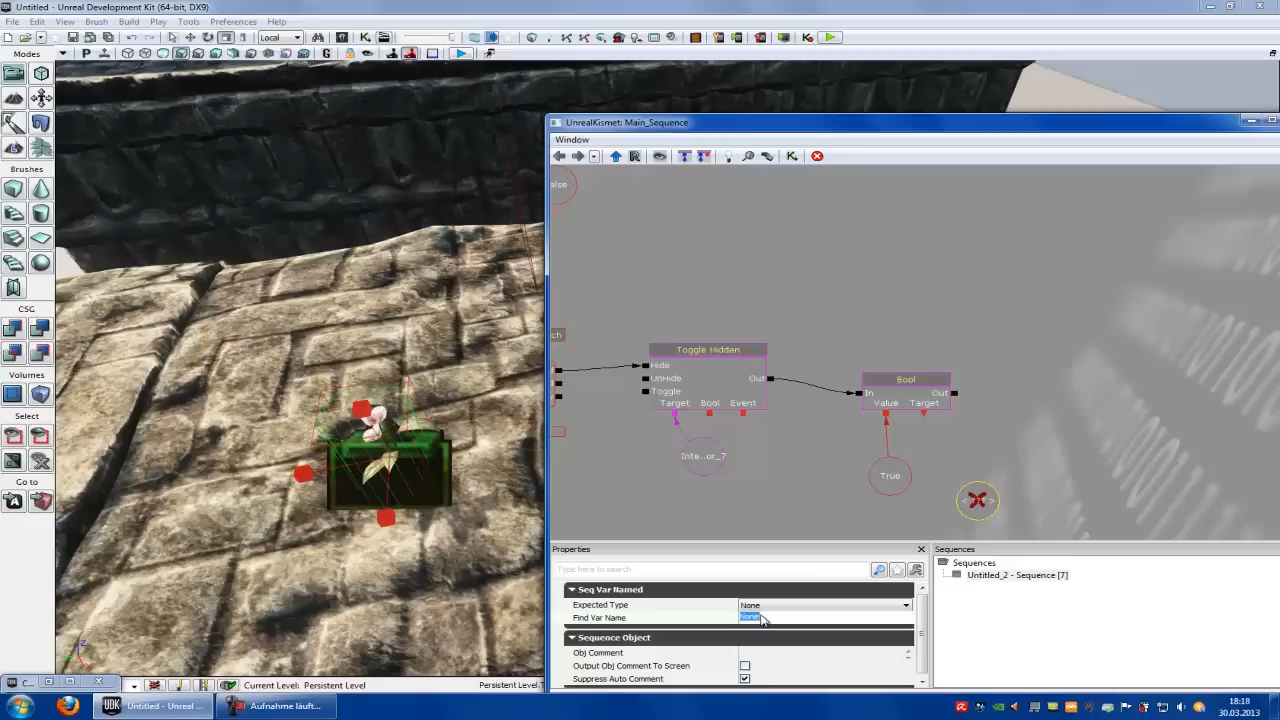 Untitled - Unreal Development Kit (64-bit, DX9)
File Edit View Brush Build Play Tools Preferences Help
Local
Modes
Brushes
CSG
Volumes
Select
Go to
UnrealKismet: Main_Sequence
Window
alse
ch
Toggle Hidden
Hide
UnHide
Toggle
Out
Target Bool Event
Inte..or_7
Bool
In Out
Value Target
True
Properties
Type here to search
Seq Var Named
Expected Type None
Find Var Name None
Sequence Object
Obj Comment
Output Obj Comment To Screen
Suppress Auto Comment
Sequences
Sequences
Untitled_2 - Sequence [7]
C...
Current Level: Persistent Level
Persistent Level.T
Untitled - Unreal ...
Aufnahme läuft...
18:18
30.03.2013